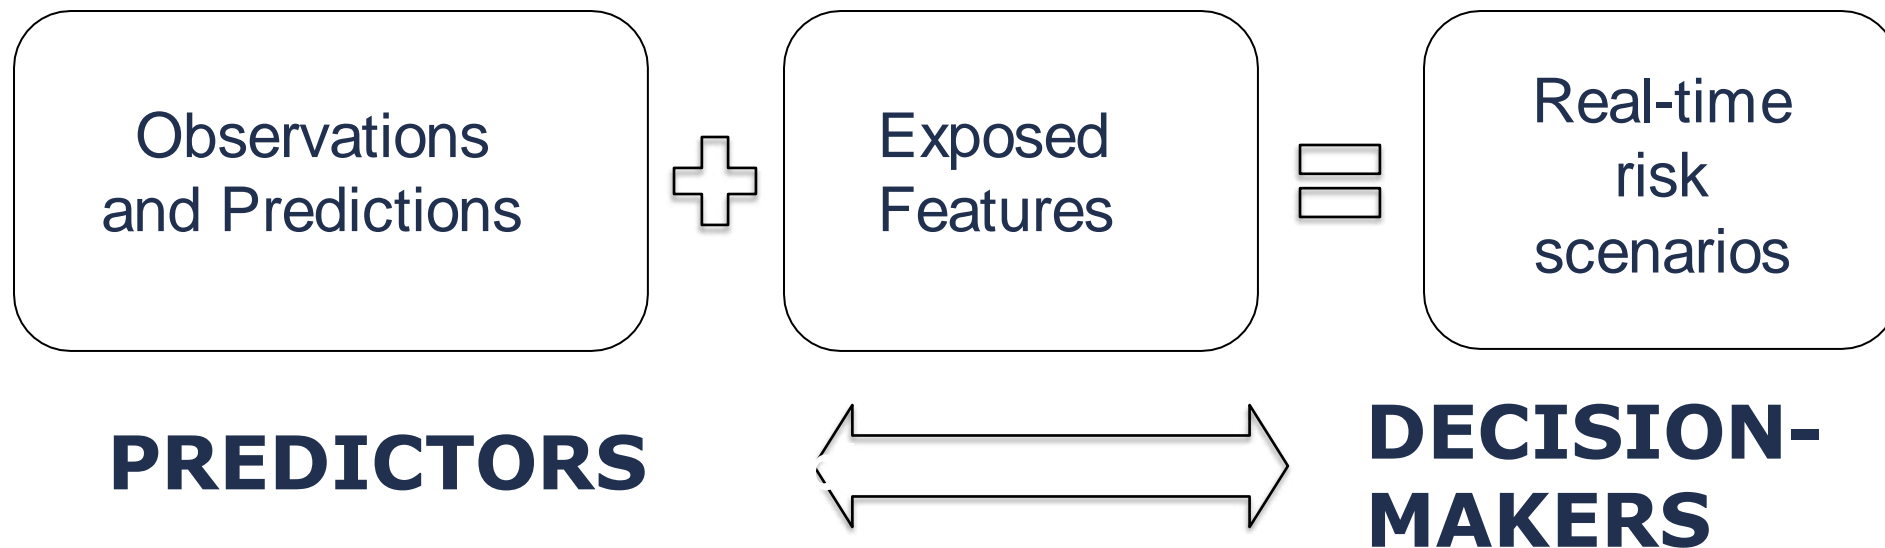 Observations
and Predictions
Exposed
Features
Real-time
risk
scenarios
PREDICTORS
DECISION-
MAKERS